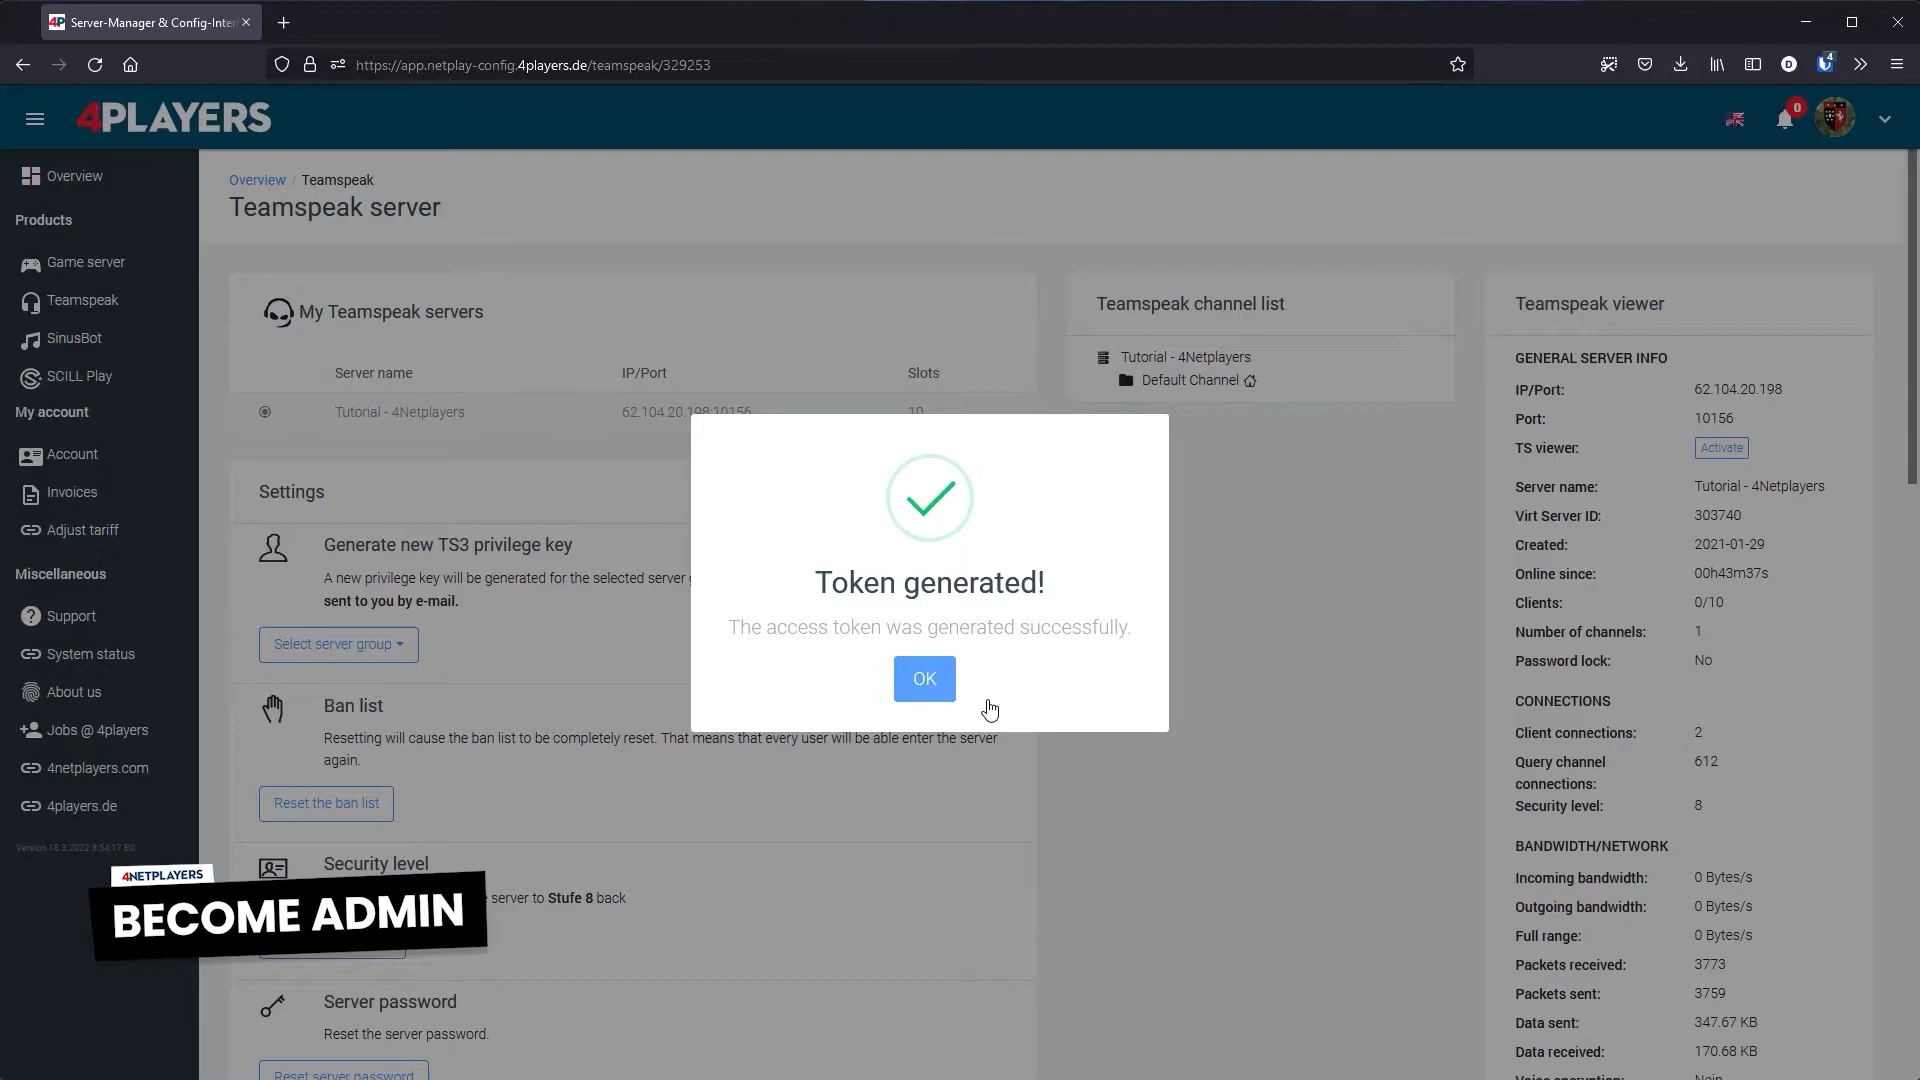 Server-Manager & Config-Inter
https://app.netplay-config.4players.de/teamspeak/329253
4
4PLAYERS
0
Overview
Products
Game server
Teamspeak
SinusBot
SCILL Play
My account
Account
Invoices
Adjust tariff
Miscellaneous
Support
System status
About us
Jobs @ 4players
4netplayers.com
4players.de
Version 18.3.2022 8:54:17 B0
Overview / Teamspeak
Teamspeak server
My Teamspeak servers
Server name IP/Port Slots
Tutorial - 4Netplayers 62.104.20.198:10156 10
Settings
Generate new TS3 privilege key
A new privilege key will be generated for the selected server
sent to you by e-mail.
Select server group
Ban list
Resetting will cause the ban list to be completely reset. That means that every user will be able enter the server
again.
Reset the ban list
Security level
server to Stufe 8 back
Server password
Reset the server password.
Reset server password
Token generated!
The access token was generated successfully.
OK
4NETPLAYERS
BECOME ADMIN
Teamspeak channel list
Tutorial - 4Netplayers
Default Channel
Teamspeak viewer
GENERAL SERVER INFO
IP/Port: 62.104.20.198
Port: 10156
TS viewer: Activate
Server name: Tutorial - 4Netplayers
Virt Server ID: 303740
Created: 2021-01-29
Online since: 00h43m37s
Clients: 0/10
Number of channels: 1
Password lock: No
CONNECTIONS
Client connections: 2
Query channel 612
connections:
Security level: 8
BANDWIDTH/NETWORK
Incoming bandwidth: 0 Bytes/s
Outgoing bandwidth: 0 Bytes/s
Full range: 0 Bytes/s
Packets received: 3773
Packets sent: 3759
Data sent: 347.67 KB
Data received: 170.68 KB